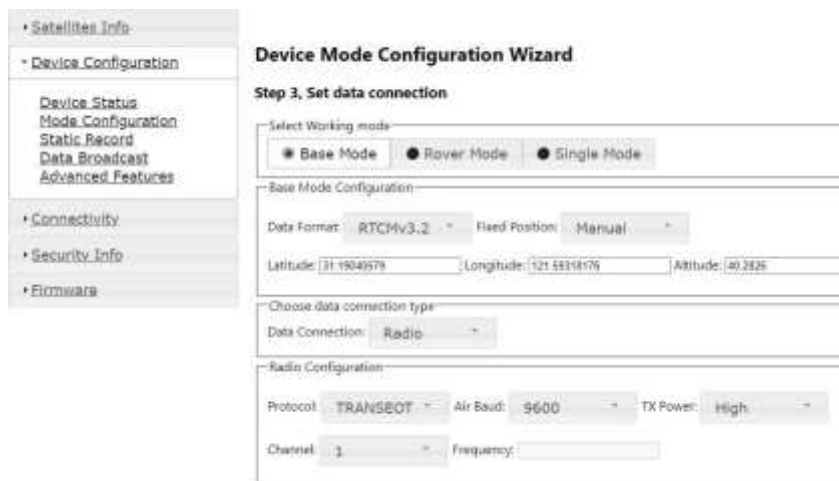 Satellites Info
Device Configuration
Device Status
Mode Configuration
Static Record
Data Broadcast
Advanced Features
Connectivity
Security Info
Firmware
Device Mode Configuration Wizard
Step 3, Set data connection
Select Working mode
Base Mode Rover Mode Single Mode
Base Mode Configuration
Data Format: RTCMv3.2 Fixed Position: Manual
Latitude: 31.19040579 Longitude: Altitude: 40.2826
Choose data connection type
Data Connection: Radio
Radio Configuration
Protocol: TRANSEOT Air Baud: 9600 TX Power: High
Channel: 1 Frequency: